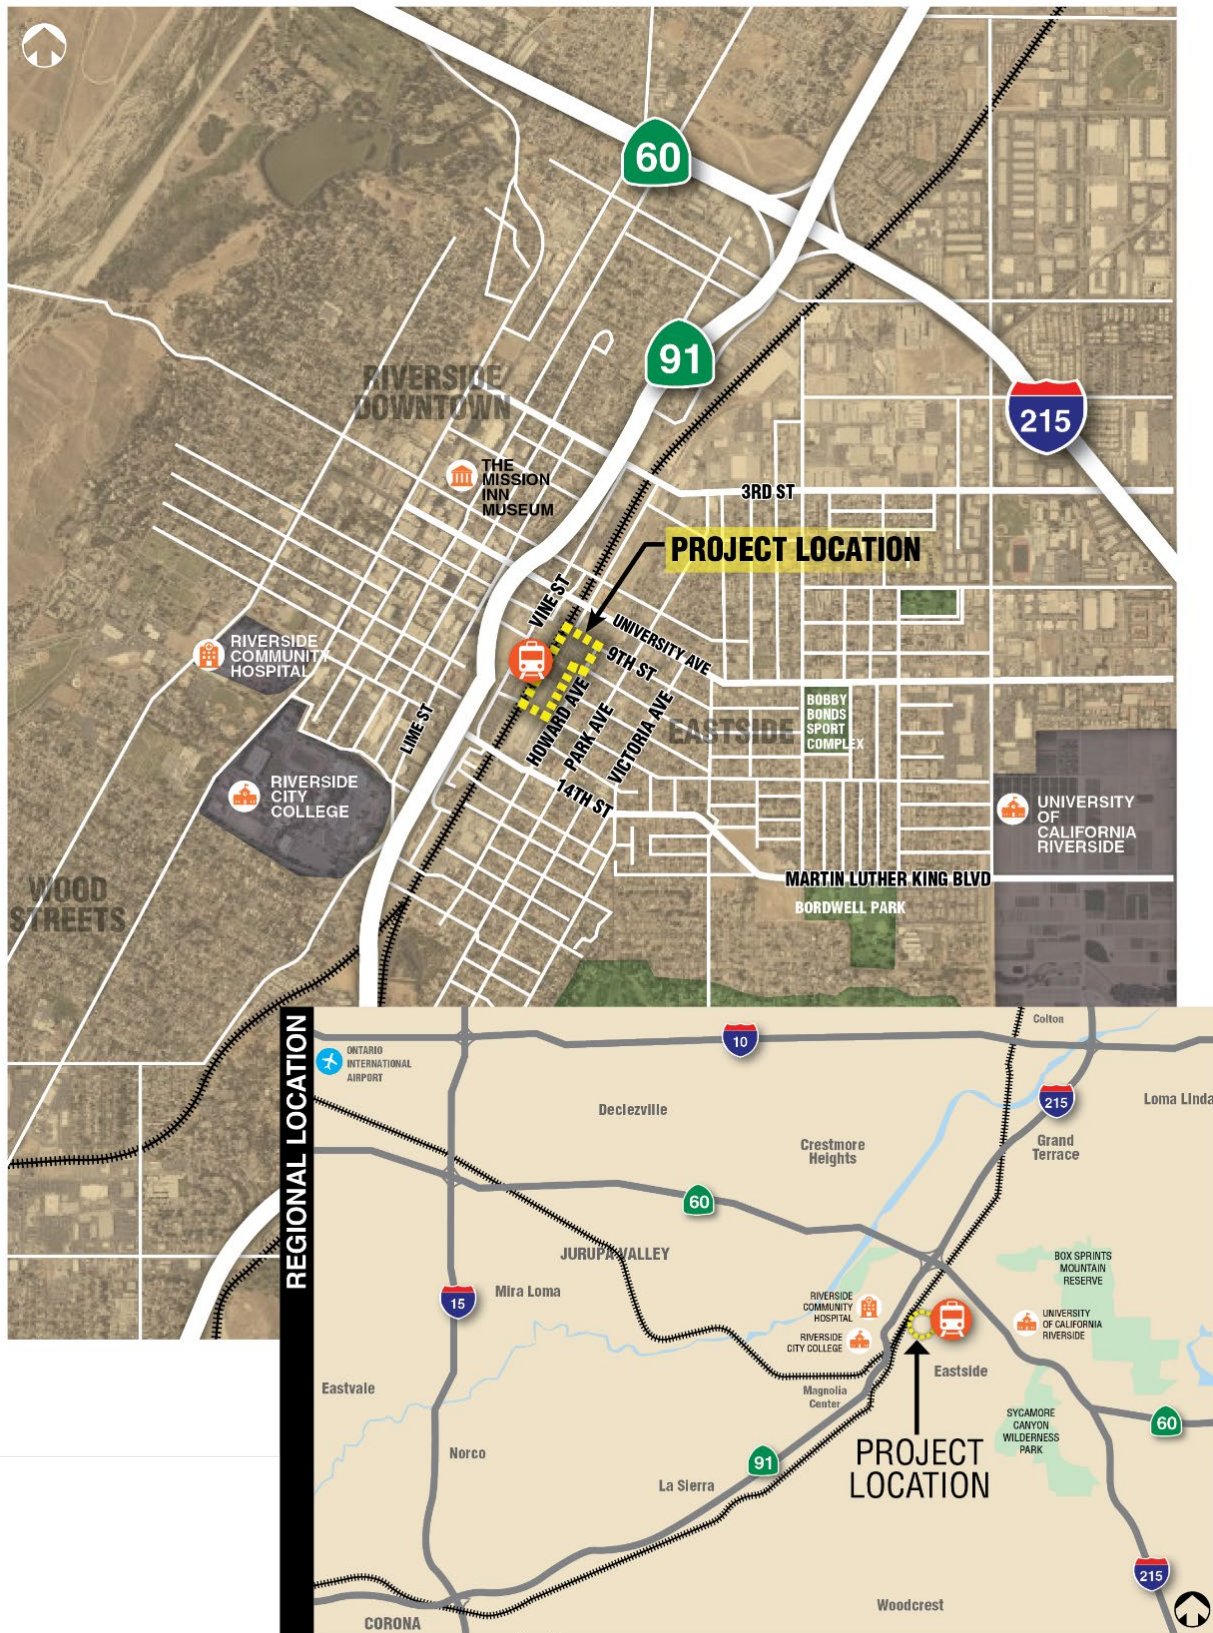 60
91
215
RIVERSIDE
DOWNTOWN
THE
MISSION
INN
MUSEUM
3RD ST
PROJECT LOCATION
VINE ST
UNIVERSITY AVE
9TH ST
RIVERSIDE
COMMUNITY
HOSPITAL
LIME ST
HOWARD AVE
PARK AVE
VICTORIA AVE
EASTSIDE
BOBBY
BONDS
SPORT
COMPLEX
14TH ST
RIVERSIDE
CITY
COLLEGE
UNIVERSITY
OF
CALIFORNIA
RIVERSIDE
WOOD
STREETS
MARTIN LUTHER KING BLVD
BORDWELL PARK
REGIONAL LOCATION
Colton
10
ONTARIO
INTERNATIONAL
AIRPORT
215
Loma Linda
Declezville
Crestmore
Heights
Grand
Terrace
60
JURUPA VALLEY
BOX SPRINTS
MOUNTAIN
RESERVE
Mira Loma
15
RIVERSIDE
COMMUNITY
HOSPITAL
RIVERSIDE
CITY COLLEGE
UNIVERSITY
OF CALIFORNIA
RIVERSIDE
Eastside
Eastvale
Magnolia
Center
SYCAMORE
CANYON
WILDERNESS
PARK
60
Norco
91
PROJECT
LOCATION
La Sierra
215
Woodcrest
CORONA